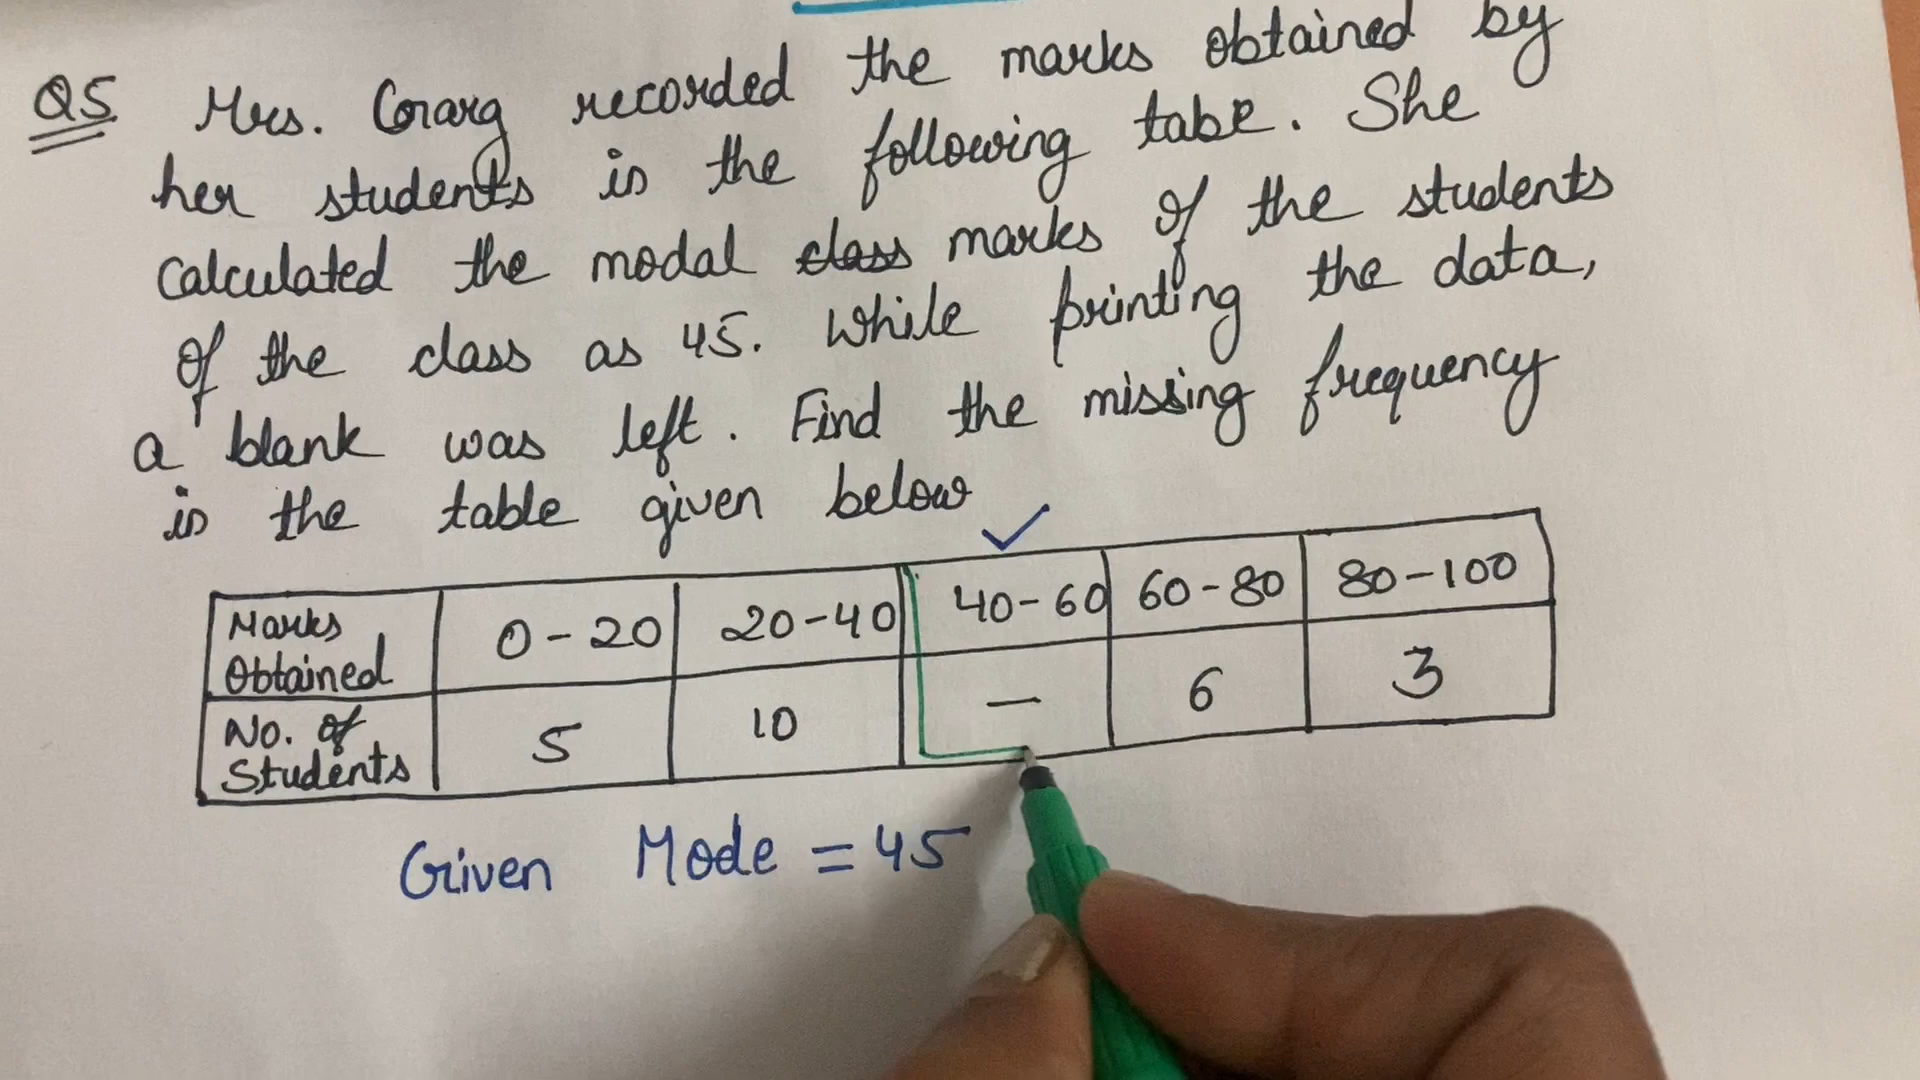 Q5 Mrs. Garg recorded the marks obtained by
her students in the following table. She
calculated the modal class marks of the students
of the class as 45. While printing the data,
a blank was left. Find the missing frequency
in the table given below
Marks Obtained 0-20 20-40 40-60 60-80 80-100
No. of Students 5 10 — 6 3
Given Mode = 45